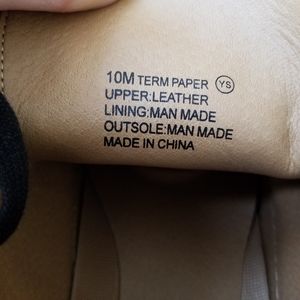 10M TERM PAPER YS
UPPER:LEATHER
LINING:MAN MADE
OUTSOLE:MAN MADE
MADE IN CHINA